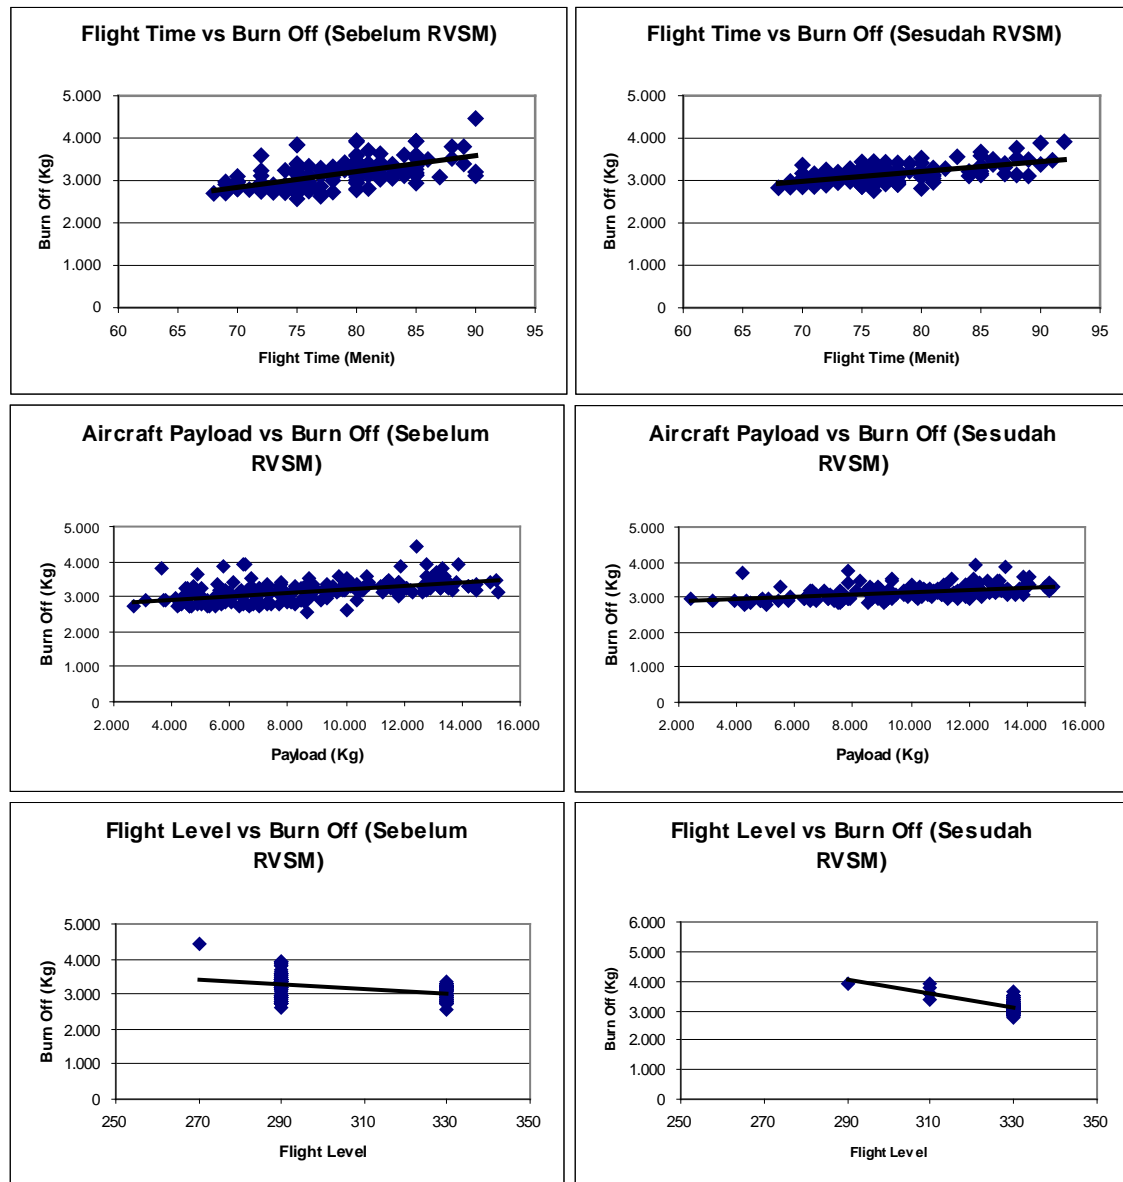 Flight Time vs Burn Off (Sebelum RVSM)
5.000
4.000
3.000
2.000
1.000
0
Burn Off (Kg)
60 65 70 75 80 85 90 95
Flight Time (Menit)
Flight Time vs Burn Off (Sesudah RVSM)
5.000
4.000
3.000
2.000
1.000
0
Burn Off (Kg)
60 65 70 75 80 85 90 95
Flight Time (Menit)
Aircraft Payload vs Burn Off (Sebelum
RVSM)
5.000
4.000
3.000
2.000
1.000
0
Burn Off (Kg)
2.000 4.000 6.000 8.000 10.000 12.000 14.000 16.000
Payload (Kg)
Aircraft Payload vs Burn Off (Sesudah
RVSM)
5.000
4.000
3.000
2.000
1.000
0
Burn Off (Kg)
2.000 4.000 6.000 8.000 10.000 12.000 14.000 16.000
Payload (Kg)
Flight Level vs Burn Off (Sebelum
RVSM)
5.000
4.000
3.000
2.000
1.000
0
Burn Off (Kg)
250 270 290 310 330 350
Flight Level
Flight Level vs Burn Off (Sesudah
RVSM)
6.000
5.000
4.000
3.000
2.000
1.000
0
Burn Off (Kg)
250 270 290 310 330 350
Flight Level